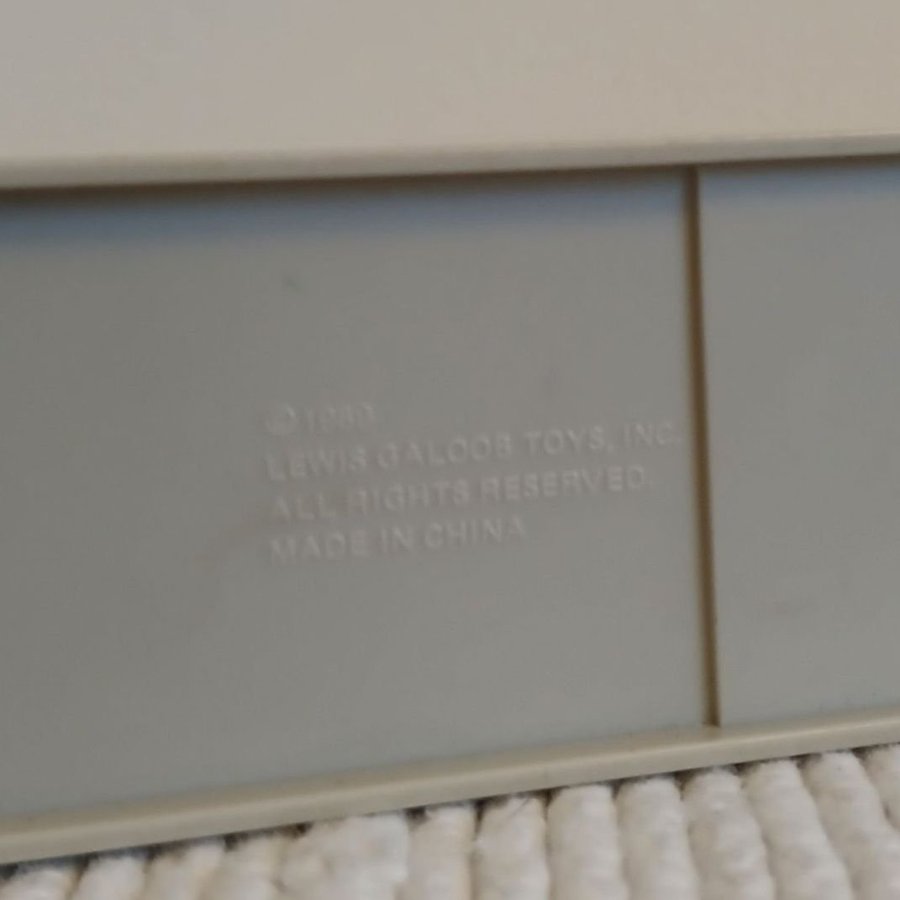 ©
LEWIS GALOOB TOYS, INC.
ALL RIGHTS RESERVED.
MADE IN CHINA